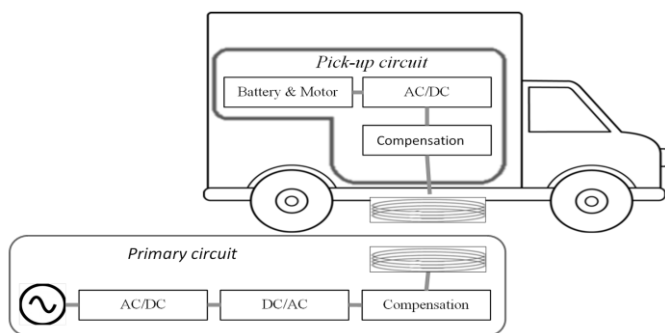 Pick-up circuit
Battery & Motor
AC/DC
Compensation
Primary circuit
AC/DC
DC/AC
Compensation